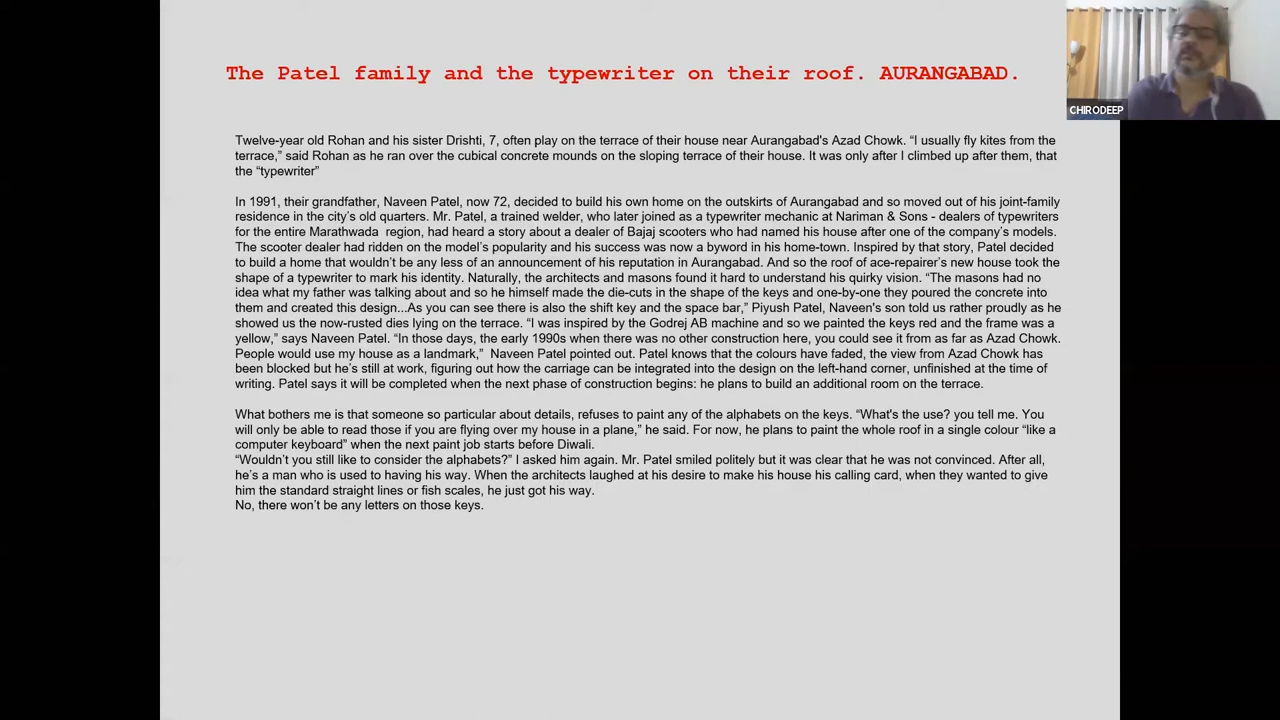 The Patel family and the typewriter on their roof. AURANGABAD.
CHIRODEEP
Twelve-year old Rohan and his sister Drishti, 7, often play on the terrace of their house near Aurangabad's Azad Chowk. “I usually fly kites from the
terrace,” said Rohan as he ran over the cubical concrete mounds on the sloping terrace of their house. It was only after I climbed up after them, that
the “typewriter”
In 1991, their grandfather, Naveen Patel, now 72, decided to build his own home on the outskirts of Aurangabad and so moved out of his joint-family
residence in the city’s old quarters. Mr. Patel, a trained welder, who later joined as a typewriter mechanic at Nariman & Sons - dealers of typewriters
for the entire Marathwada  region, had heard a story about a dealer of Bajaj scooters who had named his house after one of the company’s models.
The scooter dealer had ridden on the model’s popularity and his success was now a byword in his home-town. Inspired by that story, Patel decided
to build a home that wouldn’t be any less of an announcement of his reputation in Aurangabad. And so the roof of ace-repairer’s new house took the
shape of a typewriter to mark his identity. Naturally, the architects and masons found it hard to understand his quirky vision. “The masons had no
idea what my father was talking about and so he himself made the die-cuts in the shape of the keys and one-by-one they poured the concrete into
them and created this design...As you can see there is also the shift key and the space bar,” Piyush Patel, Naveen's son told us rather proudly as he
showed us the now-rusted dies lying on the terrace. “I was inspired by the Godrej AB machine and so we painted the keys red and the frame was a
yellow,” says Naveen Patel. “In those days, the early 1990s when there was no other construction here, you could see it from as far as Azad Chowk.
People would use my house as a landmark,”  Naveen Patel pointed out. Patel knows that the colours have faded, the view from Azad Chowk has
been blocked but he’s still at work, figuring out how the carriage can be integrated into the design on the left-hand corner, unfinished at the time of
writing. Patel says it will be completed when the next phase of construction begins: he plans to build an additional room on the terrace.
What bothers me is that someone so particular about details, refuses to paint any of the alphabets on the keys. “What's the use? you tell me. You
will only be able to read those if you are flying over my house in a plane,” he said. For now, he plans to paint the whole roof in a single colour “like a
computer keyboard” when the next paint job starts before Diwali.
“Wouldn’t you still like to consider the alphabets?” I asked him again. Mr. Patel smiled politely but it was clear that he was not convinced. After all,
he’s a man who is used to having his way. When the architects laughed at his desire to make his house his calling card, when they wanted to give
him the standard straight lines or fish scales, he just got his way.
No, there won’t be any letters on those keys.